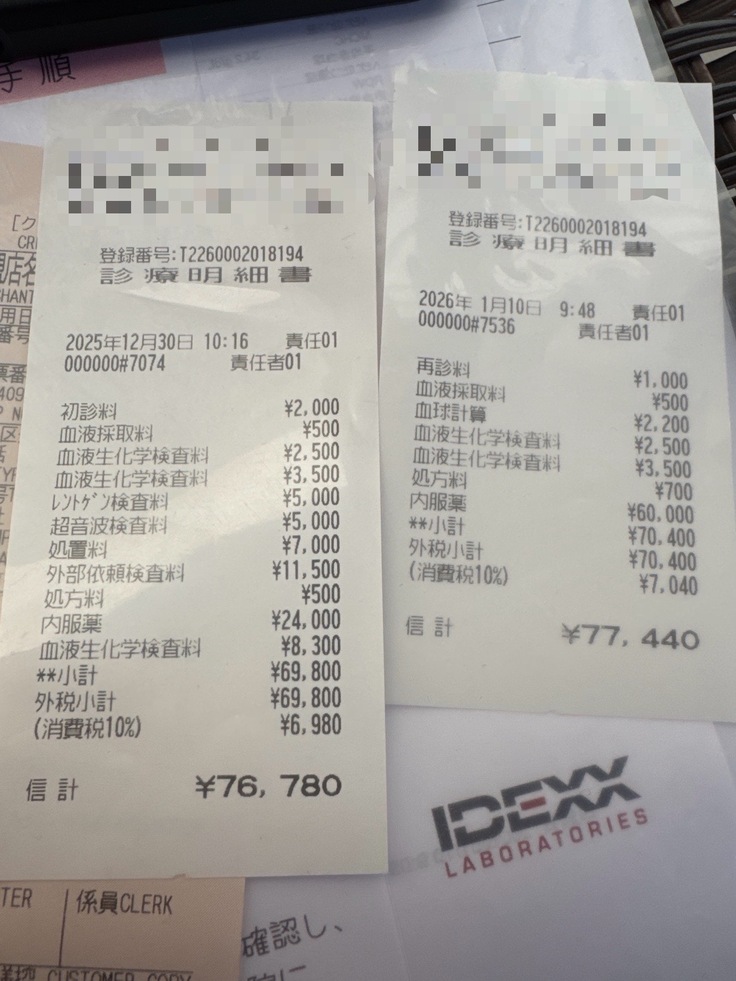 手順
登録番号:T2260002018194
診療明細書
2025年12月30日 10:16 責任01
000000#7074 責任者01
初診料 ¥2,000
血液採取料 ¥500
血液生化学検査料 ¥2,500
血液生化学検査料 ¥3,500
レントゲン検査料 ¥5,000
超音波検査料 ¥5,000
処置料 ¥7,000
外部依頼検査料 ¥11,500
処方料 ¥500
内服薬 ¥24,000
血液生化学検査料 ¥8,300
**小計 ¥69,800
外税小計 ¥69,800
(消費税10%) ¥6,980
信計 ¥76,780
登録番号:T2260002018194
診療明細書
2026年 1月10日 9:48 責任01
000000#7536 責任者01
再診料 ¥1,000
血液採取料 ¥500
血球計算 ¥2,200
血液生化学検査料 ¥2,500
血液生化学検査料 ¥3,500
処方料 ¥700
内服薬 ¥60,000
**小計 ¥70,400
外税小計 ¥70,400
(消費税10%) ¥7,040
信計 ¥77,440
IDEXX
LABORATORIES
係員CLERK
CUSTOMER COPY
確認し、